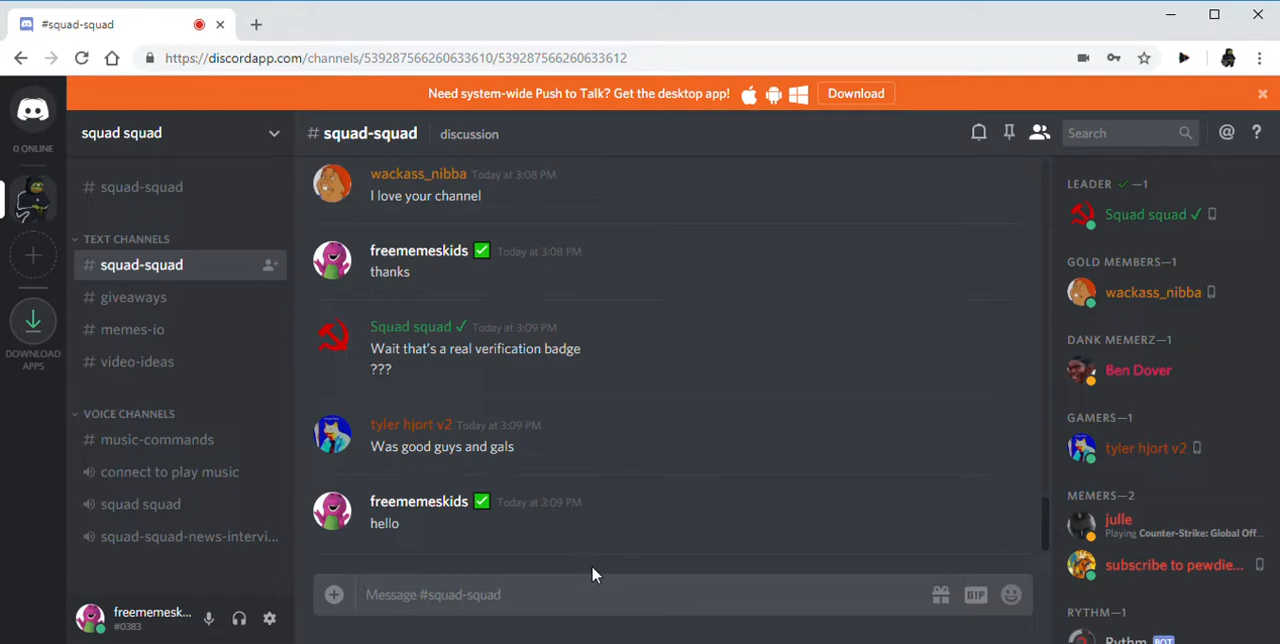 #squad-squad
https://discordapp.com/channels/539287566260633610/539287566260633612
Need system-wide Push to Talk? Get the desktop app! Download
0 ONLINE
DOWNLOAD
APPS
squad squad
# squad-squad
TEXT CHANNELS
# squad-squad
# giveaways
# memes-io
# video-ideas
VOICE CHANNELS
# music-commands
connect to play music
squad squad
squad-squad-news-intervi...
freememesk...
#0383
# squad-squad discussion
Search @ ?
wackass_nibba Today at 3:08 PM
I love your channel
freememeskids ✅ Today at 3:08 PM
thanks
Squad squad ✓ Today at 3:09 PM
Wait that's a real verification badge
???
tyler hjort v2 Today at 3:09 PM
Was good guys and gals
freememeskids ✅ Today at 3:09 PM
hello
Message #squad-squad
GIF
LEADER ✓—1
Squad squad ✓
GOLD MEMBERS—1
wackass_nibba
DANK MEMERZ—1
Ben Dover
GAMERS—1
tyler hjort v2
MEMERS—2
julle
Playing Counter-Strike: Global Off...
subscribe to pewdie...
RYTHM—1
Rythm BOT